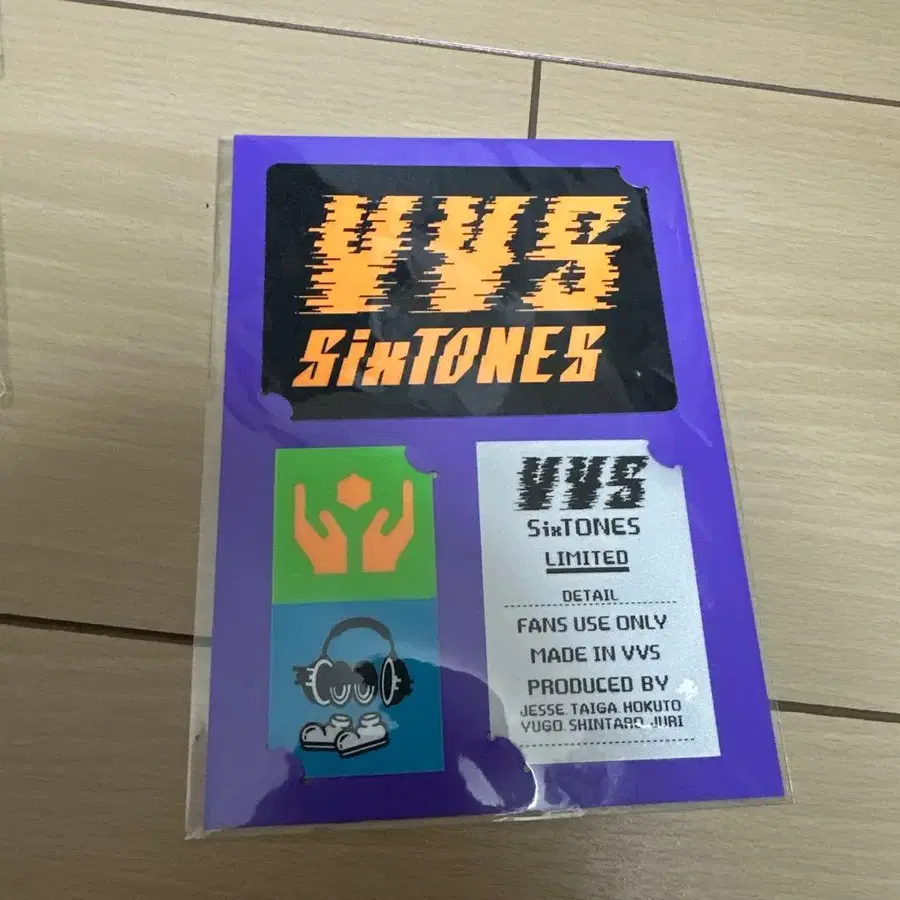 VVS
SixTONES
VVS
SixTONES
LIMITED
DETAIL
FANS USE ONLY
MADE IN VVS
PRODUCED BY
JESSE. TAIGA. HOKUTO
YUGO. SHINTARO. JURI